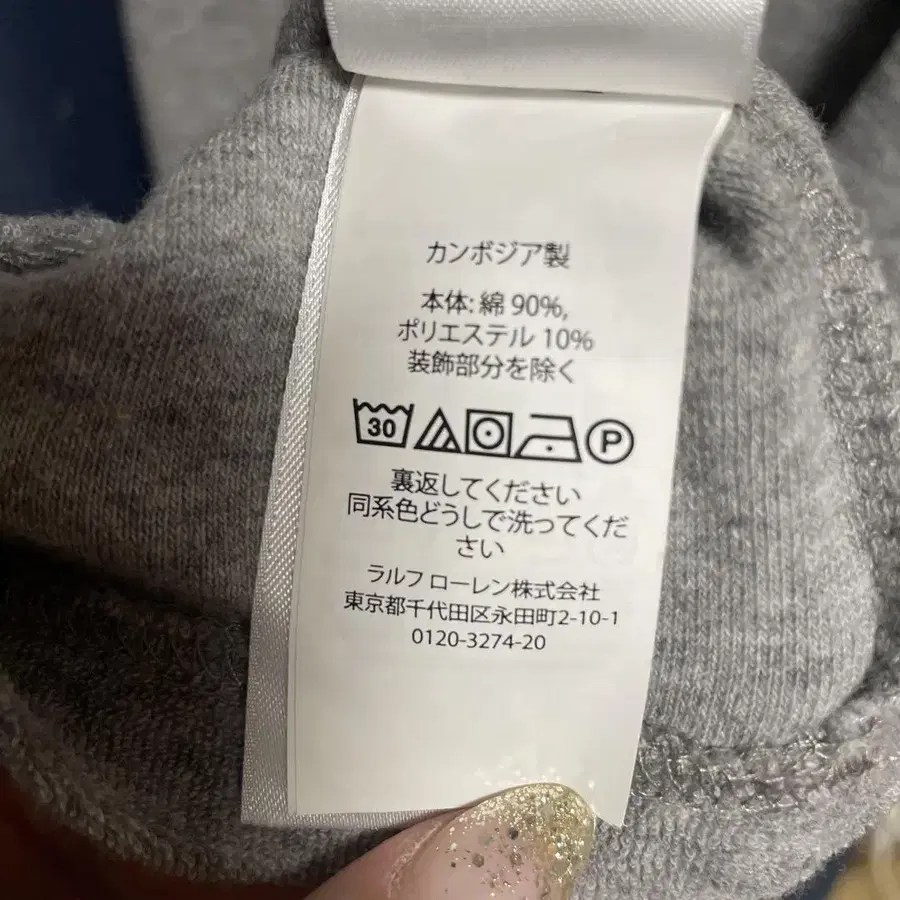 カンボジア製
本体: 綿 90%,
ポリエステル 10%
装飾部分を除く
30 P
裏返してください
同系色どうしで洗ってくだ
さい
ラルフ ローレン株式会社
東京都千代田区永田町2-10-1
0120-3274-20